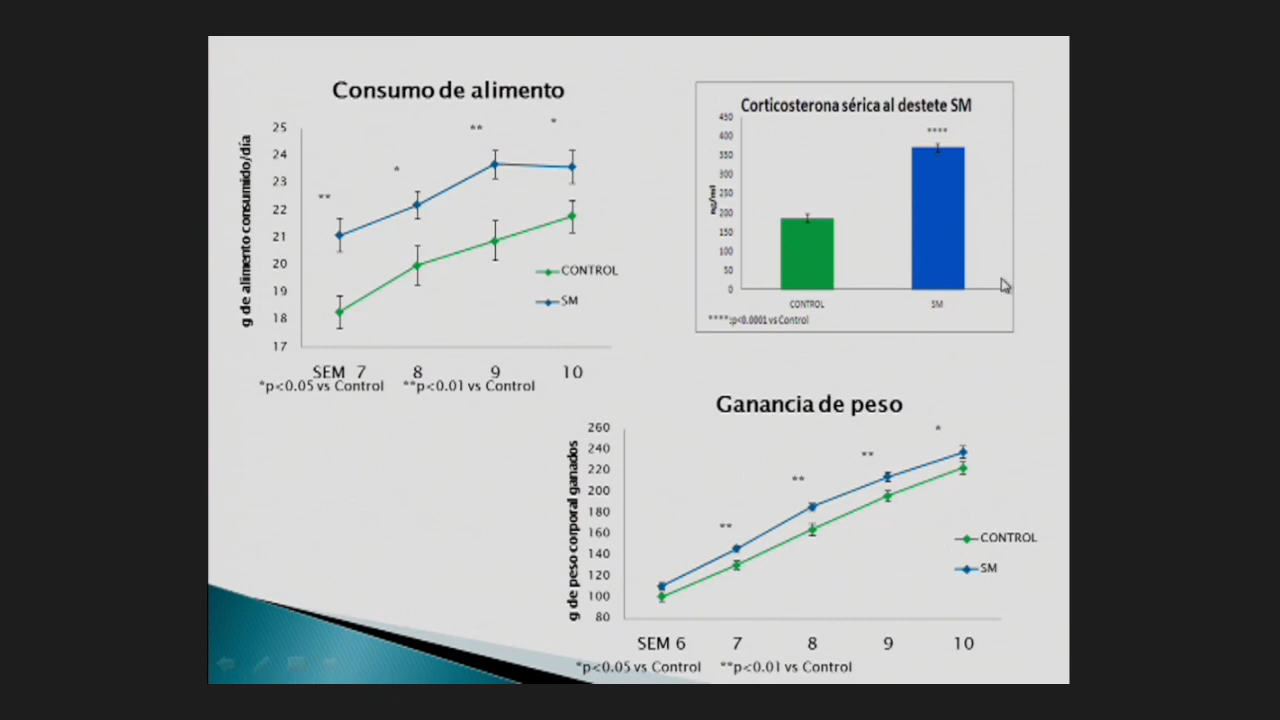 Consumo de alimento
g de alimento consumido/día
25
24
23
22
21
20
19
18
17
**
*
**
*
CONTROL
SM
SEM 7 8 9 10
*p<0.05 vs Control **p<0.01 vs Control
Corticosterona sérica al destete SM
ng/ml
450
400
350
300
250
200
150
100
50
0
****
CONTROL SM
****:p<0.0001 vs Control
Ganancia de peso
g de peso corporal ganados
260
240
220
200
180
160
140
120
100
80
**
**
**
*
CONTROL
SM
SEM 6 7 8 9 10
*p<0.05 vs Control **p<0.01 vs Control